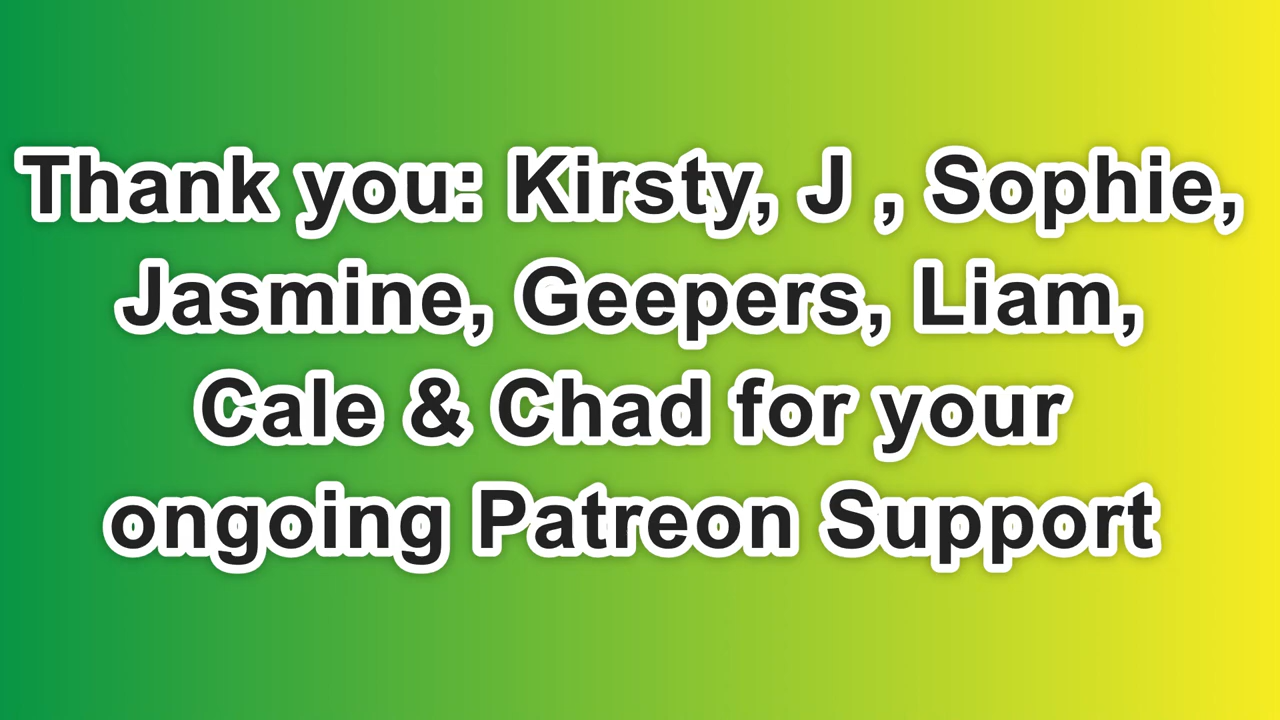 Thank you: Kirsty, J , Sophie,
Jasmine, Geepers, Liam,
Cale & Chad for your
ongoing Patreon Support